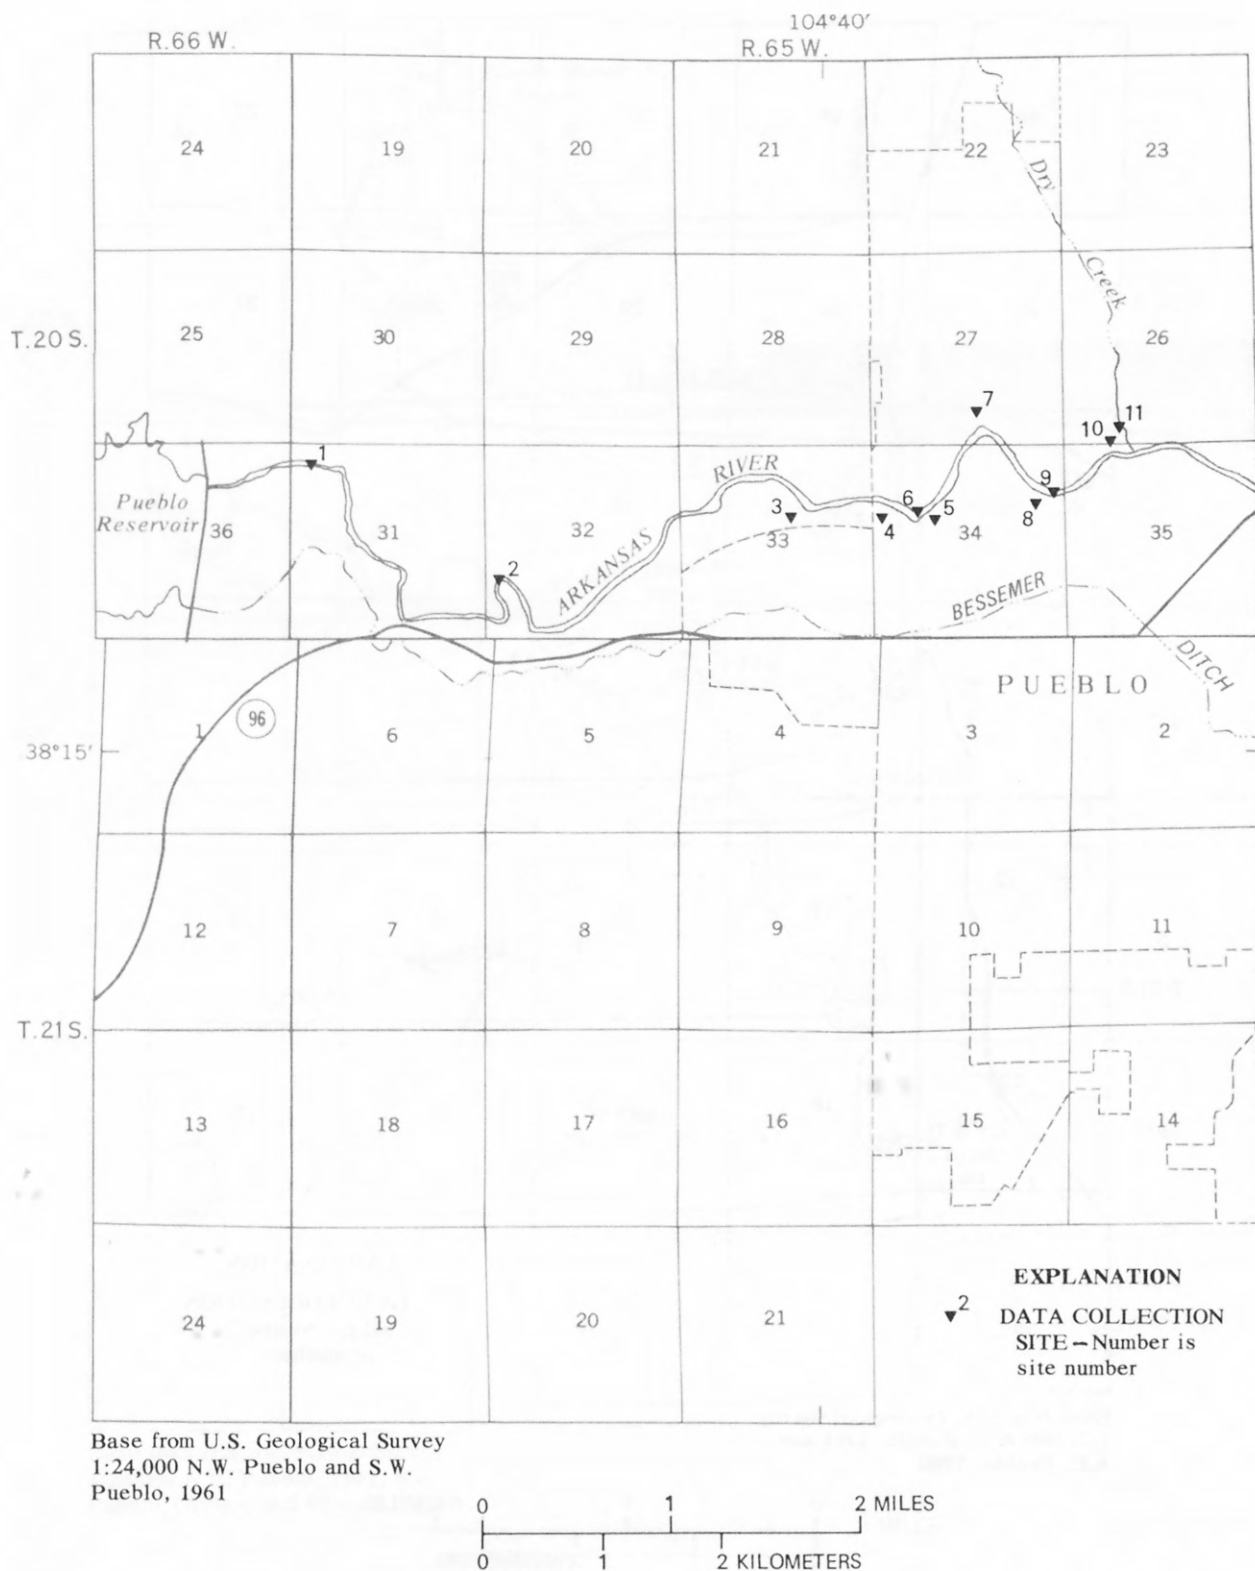 104°40′
R.66 W.
R.65 W.
24
19
20
21
22
23
Dry Creek
T.20 S.
25
30
29
28
27
26
7
11
10
1
RIVER
9
Pueblo
Reservoir
36
31
32
3
33
6
5
4
8
34
35
2
ARKANSAS
BESSEMER
DITCH
PUEBLO
96
38°15′
1
6
5
4
3
2
12
7
8
9
10
11
T.21 S.
13
18
17
16
15
14
24
19
20
21
EXPLANATION
2
DATA COLLECTION
SITE—Number is
site number
Base from U.S. Geological Survey
1:24,000 N.W. Pueblo and S.W.
Pueblo, 1961
0 1 2 MILES
0 1 2 KILOMETERS